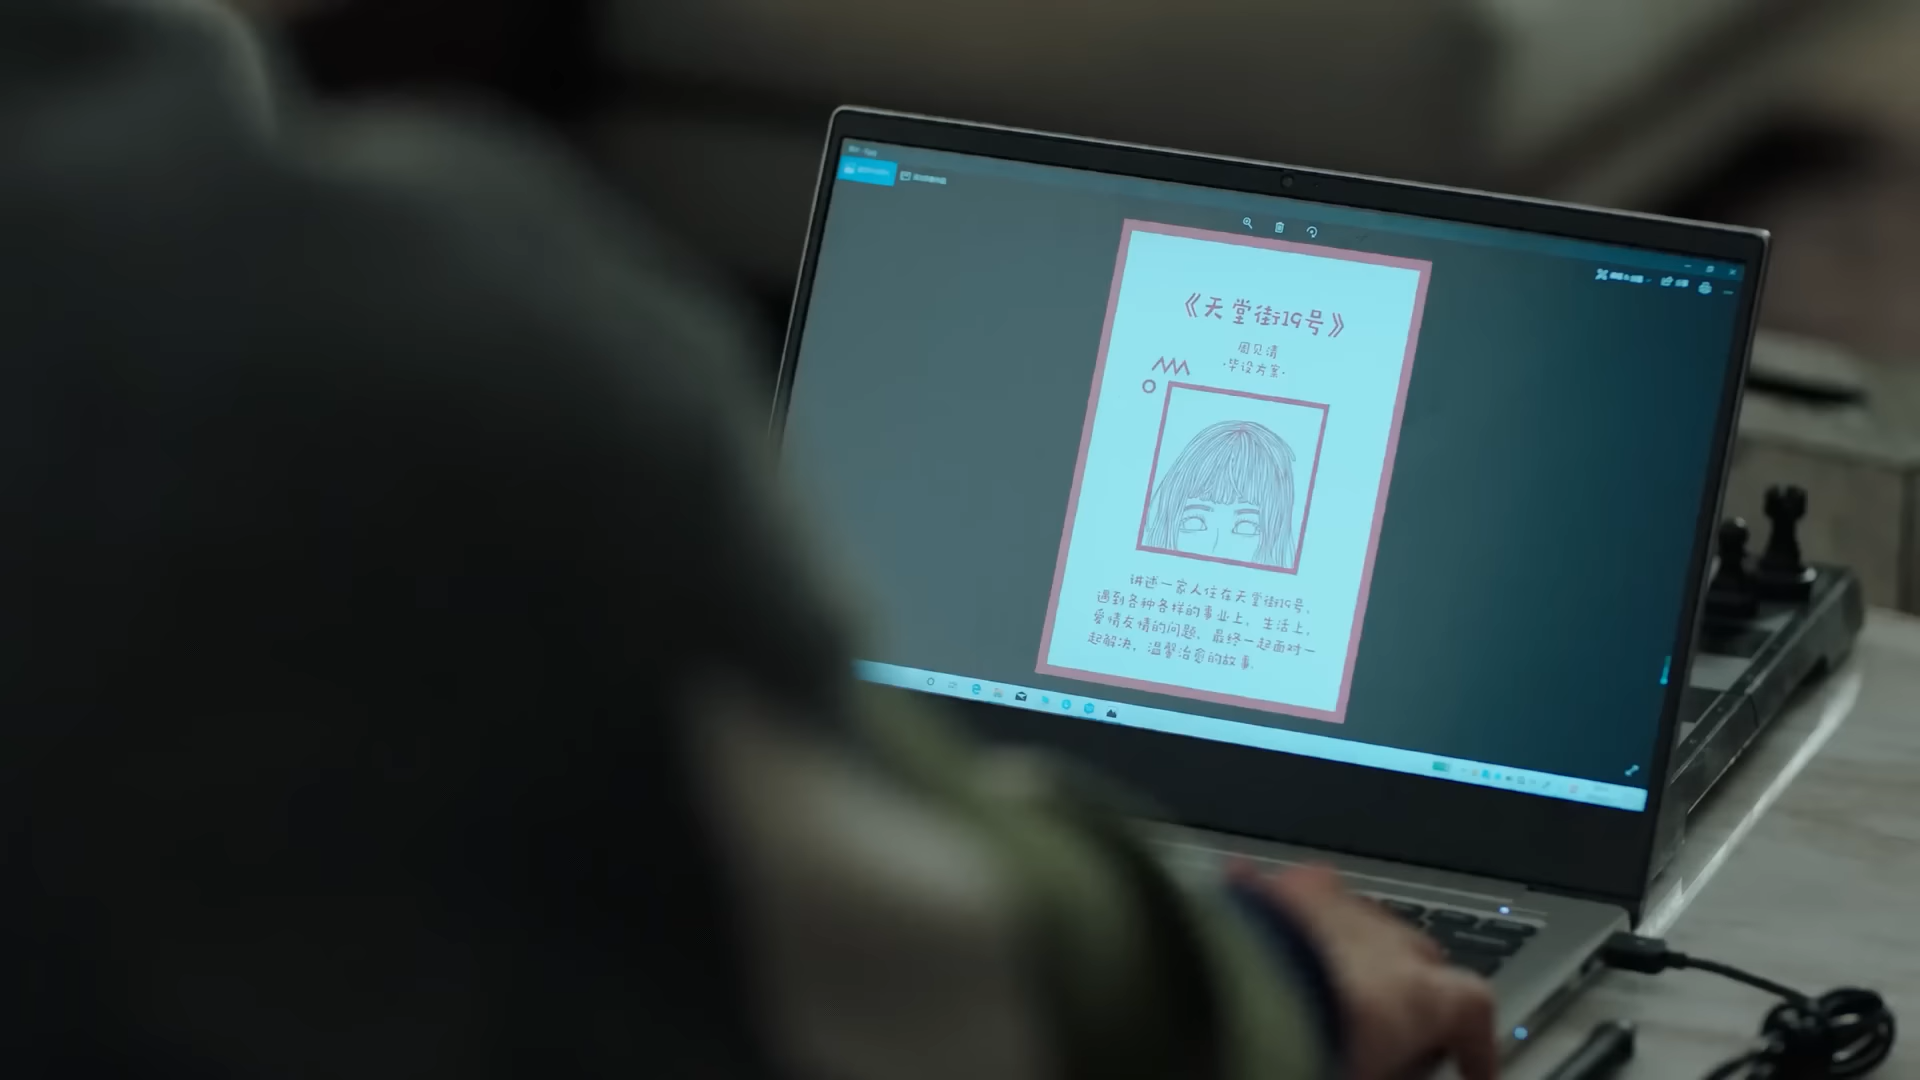 《天堂街19号》
周见清
·毕设方案·
讲述一家人住在天堂街19号,
遇到各种各样的事业上，生活上，
爱情友情的问题，最终一起面对一
起解决，温馨治愈的故事.